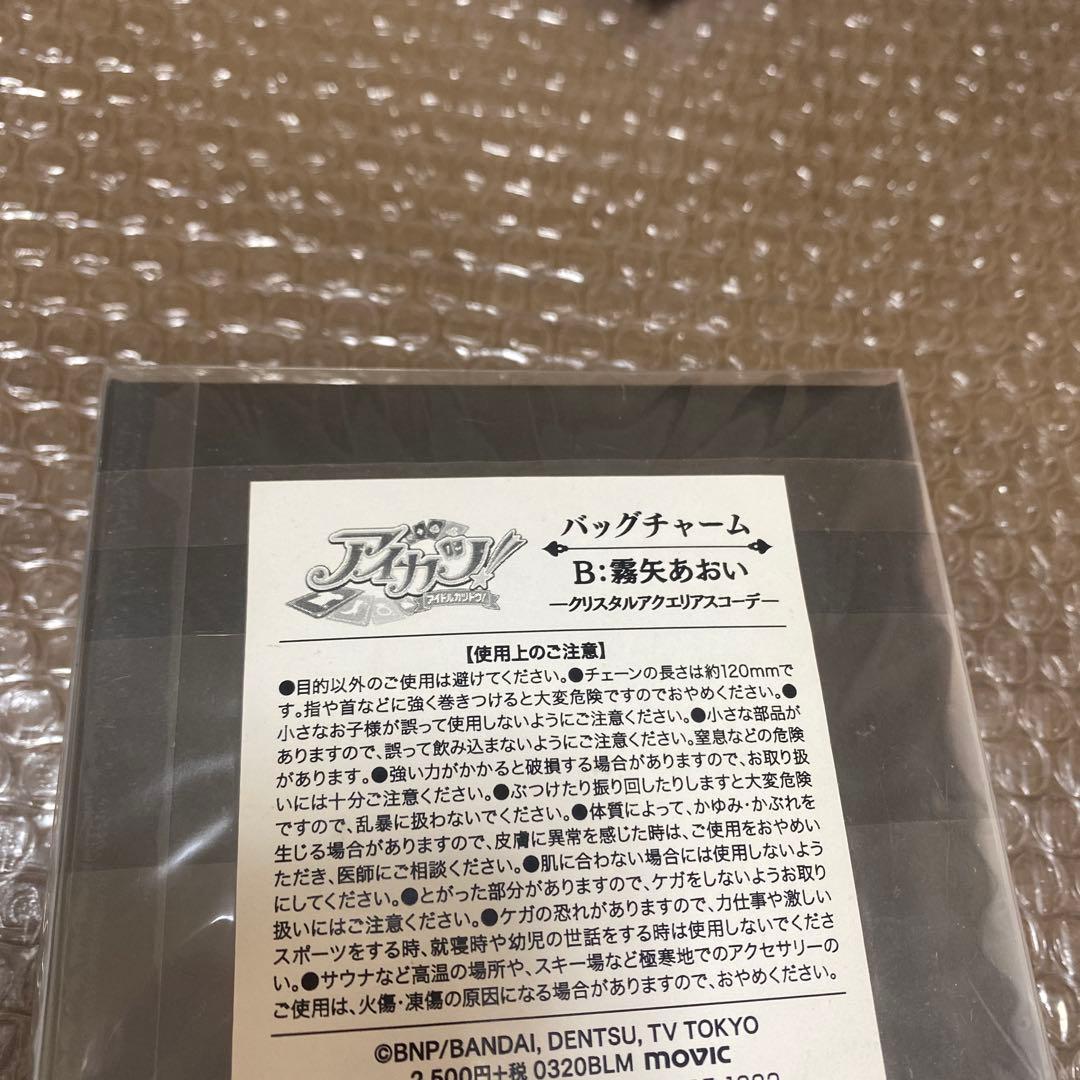 アイカツ!
アイドルカツドウ!
バッグチャーム
B:霧矢あおい
―クリスタルアクエリアスコーデ―
【使用上のご注意】
●目的以外のご使用は避けてください。●チェーンの長さは約120mmで
す。指や首などに強く巻きつけると大変危険ですのでおやめください。●
小さなお子様が誤って使用しないようにご注意ください。●小さな部品が
ありますので、誤って飲み込まないようにご注意ください。窒息などの危険
があります。●強い力がかかると破損する場合がありますので、お取り扱
いには十分ご注意ください。●ぶつけたり振り回したりしますと大変危険
ですので、乱暴に扱わないでください。●体質によって、かゆみ・かぶれを
生じる場合がありますので、皮膚に異常を感じた時は、ご使用をおやめい
ただき、医師にご相談ください。●肌に合わない場合には使用しないよう
にしてください。●とがった部分がありますので、ケガをしないようお取り
扱いにはご注意ください。●ケガの恐れがありますので、力仕事や激しい
スポーツをする時、就寝時や幼児の世話をする時は使用しないでくださ
い。●サウナなど高温の場所や、スキー場など極寒地でのアクセサリーの
ご使用は、火傷・凍傷の原因になる場合がありますので、おやめください。
©BNP/BANDAI, DENTSU, TV TOKYO
2,500円+税 0320BLM movic